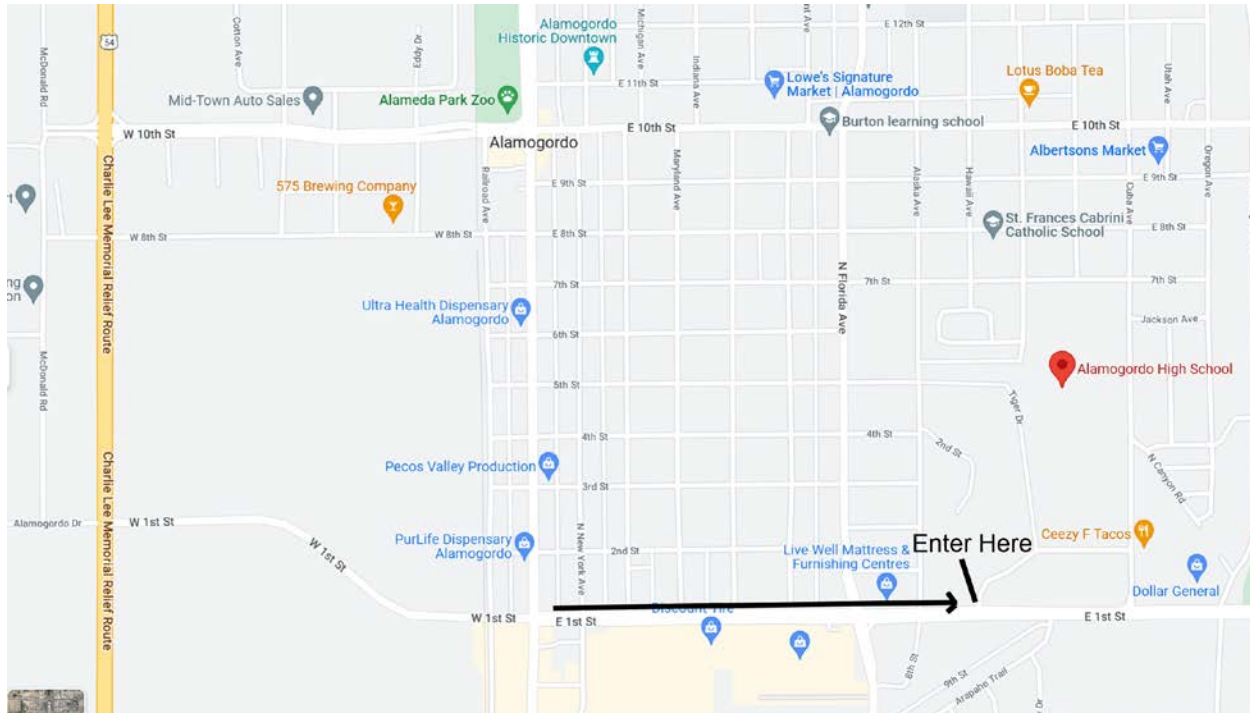 54
McDonald Rd
Cotton Ave
Eddy Dr
Alamogordo
Historic Downtown
Michigan Ave
Indiana Ave
E 12th St
Utah Ave
Mid-Town Auto Sales
Alameda Park Zoo
E 11th St
Lowe's Signature
Market | Alamogordo
Lotus Boba Tea
W 10th St
E 10th St
Burton learning school
E 10th St
Alamogordo
Albertsons Market
Oregon Ave
575 Brewing Company
Railroad Ave
E 9th St
Maryland Ave
Alaska Ave
Hawaii Ave
Cuba Ave
E 9th St
Charlie Lee Memorial Relief Route
W 8th St
W 8th St
E 8th St
St. Frances Cabrini
Catholic School
E 8th St
N Florida Ave
7th St
7th St
7th St
Ultra Health Dispensary
Alamogordo
6th St
Jackson Ave
McDonald Rd
5th St
Tiger Dr
Alamogordo High School
4th St
4th St
2nd St
Pecos Valley Production
3rd St
N Canyon Rd
Charlie Lee Memorial Relief Route
Alamogordo Dr
W 1st St
W 1st St
PurLife Dispensary
Alamogordo
N New York Ave
2nd St
Live Well Mattress &
Furnishing Centres
Enter Here
Ceezy F Tacos
Dollar General
W 1st St
E 1st St
Discount Tire
E 1st St
8th St
9th St
Arapahe Trail